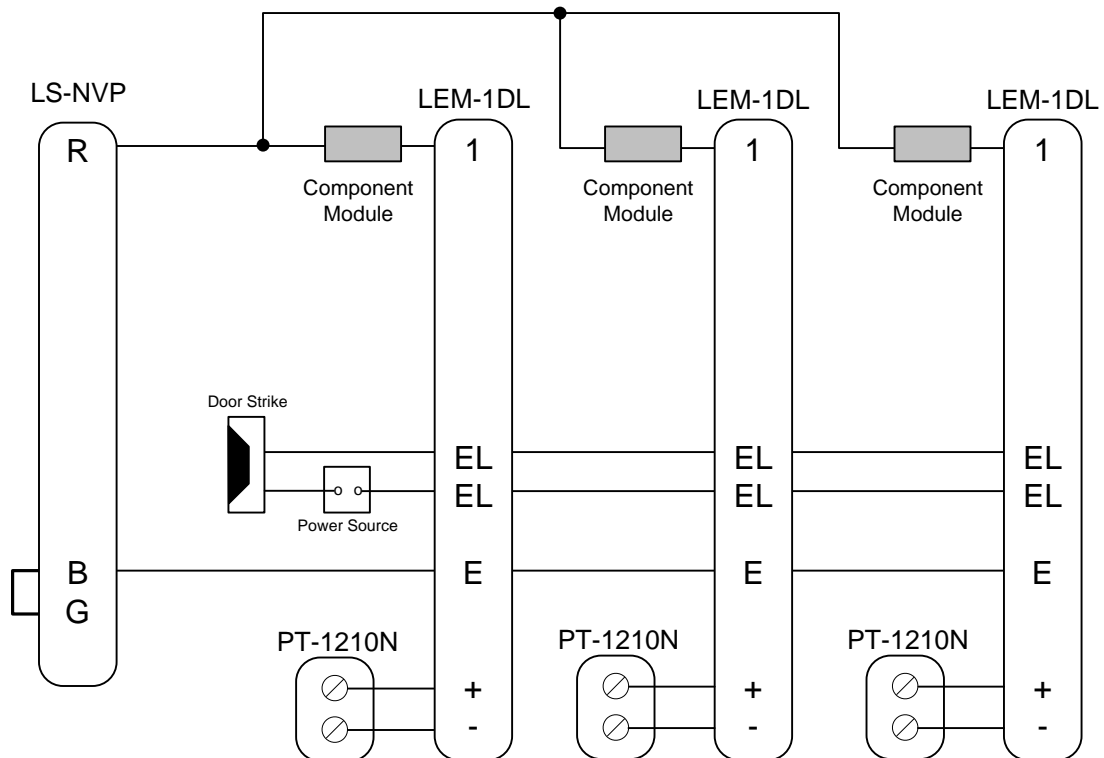 LS-NVP
LEM-1DL
LEM-1DL
LEM-1DL
R
1
1
1
Component
Module
Component
Module
Component
Module
Door Strike
EL
EL
EL
EL
EL
EL
Power Source
B
E
E
E
G
PT-1210N
PT-1210N
PT-1210N
+
+
+
-
-
-